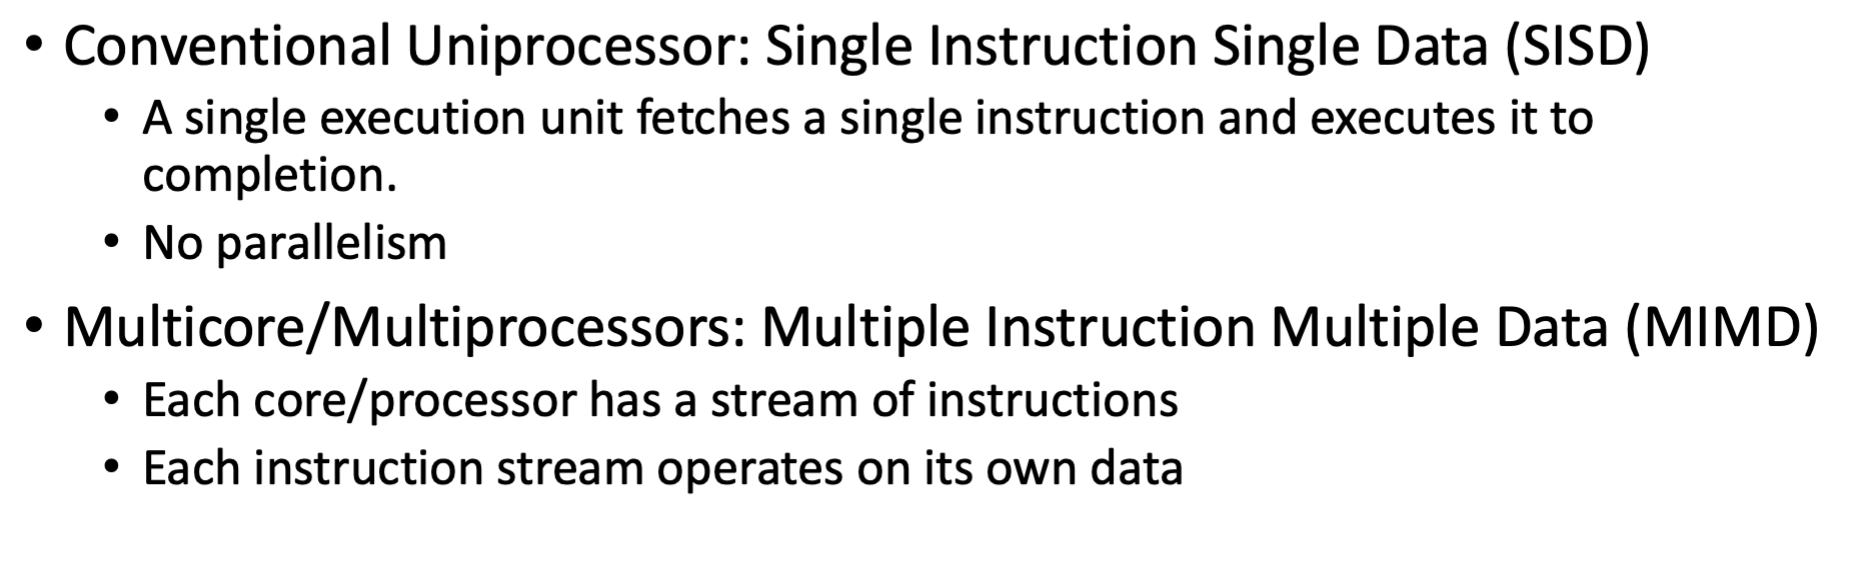 • Conventional Uniprocessor: Single Instruction Single Data (SISD)
• A single execution unit fetches a single instruction and executes it to
completion.
• No parallelism
• Multicore/Multiprocessors: Multiple Instruction Multiple Data (MIMD)
• Each core/processor has a stream of instructions
• Each instruction stream operates on its own data